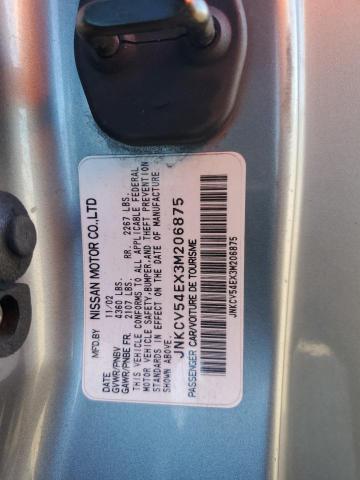 MFD.BY NISSAN MOTOR CO.,LTD
DATE 11/02
GVWR/PNBV 4360 LBS.
GAWR/PNBE FR. 2107 LBS. RR. 2267 LBS.
THIS VEHICLE CONFORMS TO ALL APPLICABLE FEDERAL
MOTOR VEHICLE SAFETY,BUMPER,AND THEFT PREVENTION
STANDARDS IN EFFECT ON THE DATE OF MANUFACTURE
SHOWN ABOVE.
JNKCV54EX3M206875
PASSENGER CAR/VOITURE DE TOURISME
JNKCV54EX3M206875